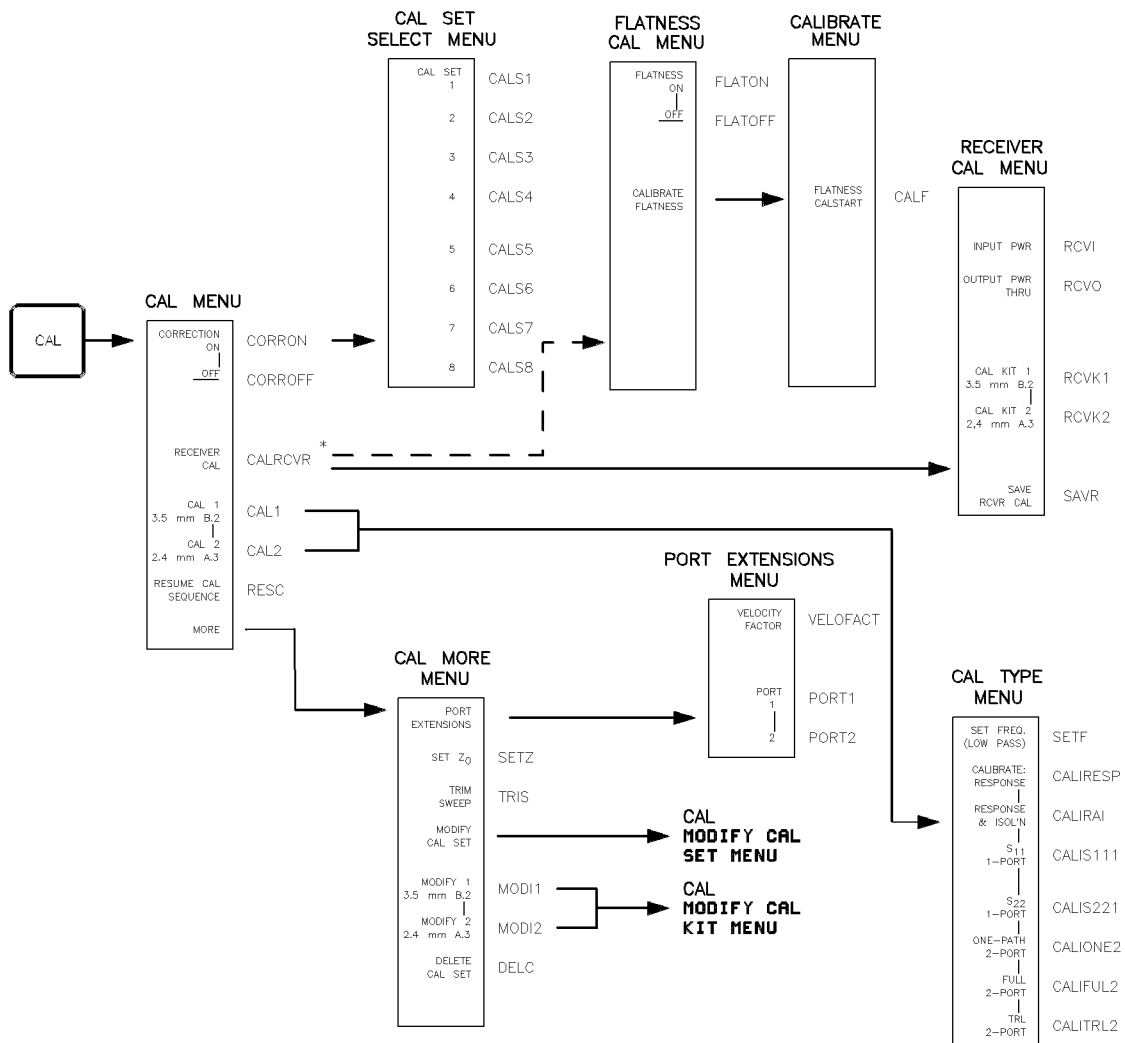 CAL SET
SELECT MENU
CAL SET
1
CALS1
2
CALS2
3
CALS3
4
CALS4
5
CALS5
6
CALS6
7
CALS7
8
CALS8
FLATNESS
CAL MENU
FLATNESS
ON
FLATON
OFF
FLATOFF
CALIBRATE
FLATNESS
CALIBRATE
MENU
FLATNESS
CALSTART
CALF
RECEIVER
CAL MENU
INPUT PWR
RCVI
OUTPUT PWR
THRU
RCVO
CAL KIT 1
3.5 mm B.2
RCVK1
CAL KIT 2
2,4 mm A.3
RCVK2
SAVE
RCVR CAL
SAVR
CAL
CAL MENU
CORRECTION
ON
CORRON
OFF
CORROFF
RECEIVER
CAL
CALRCVR *
CAL 1
3.5 mm B.2
CAL1
CAL 2
2.4 mm A.3
CAL2
RESUME CAL
SEQUENCE
RESC
MORE
PORT EXTENSIONS
MENU
VELOCITY
FACTOR
VELOFACT
PORT
1
PORT1
2
PORT2
CAL MORE
MENU
PORT
EXTENSIONS
SET Z0
SETZ
TRIM
SWEEP
TRIS
MODIFY
CAL SET
CAL
MODIFY CAL
SET MENU
MODIFY 1
3.5 mm B.2
MODI1
MODIFY 2
2.4 mm A.3
MODI2
CAL
MODIFY CAL
KIT MENU
DELETE
CAL SET
DELC
CAL TYPE
MENU
SET FREQ.
(LOW PASS)
SETF
CALIBRATE:
RESPONSE
CALIRESP
RESPONSE
& ISOL'N
CALIRAI
S11
1-PORT
CALIS111
S22
1-PORT
CALIS221
ONE-PATH
2-PORT
CALIONE2
FULL
2-PORT
CALIFUL2
TRL
2-PORT
CALITRL2